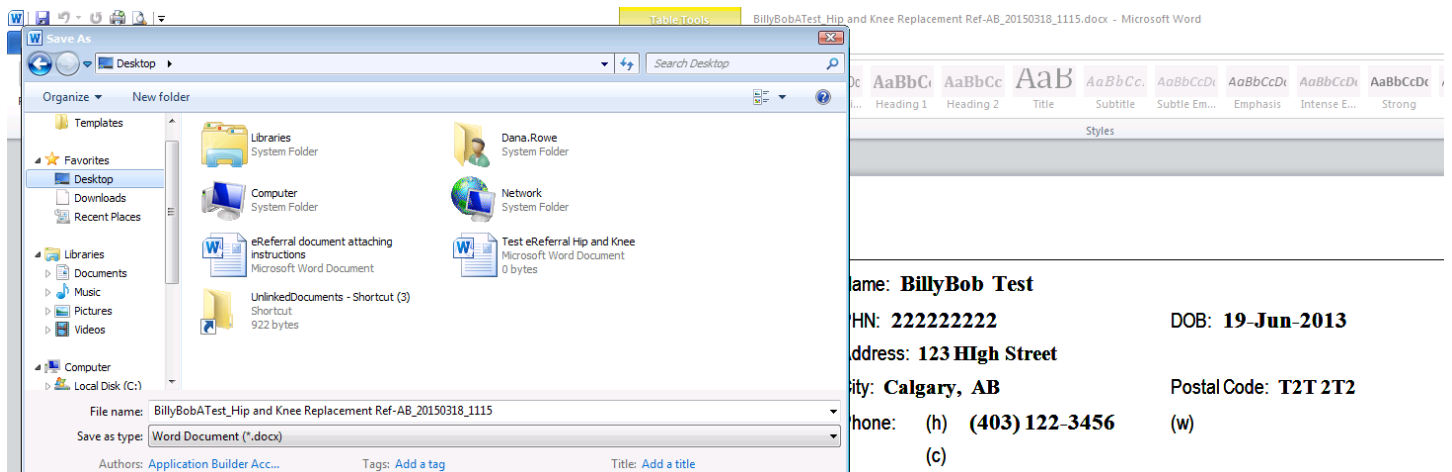 Table Tools
BillyBobATest_Hip and Knee Replacement Ref-AB_20150318_1115.docx - Microsoft Word
Save As
Desktop
Search Desktop
Organize
New folder
Templates
Favorites
Desktop
Downloads
Recent Places
Libraries
Documents
Music
Pictures
Videos
Computer
Local Disk (C:)
Libraries
System Folder
Dana.Rowe
System Folder
Computer
System Folder
Network
System Folder
eReferral document attaching
instructions
Microsoft Word Document
Test eReferral Hip and Knee
Microsoft Word Document
0 bytes
UnlinkedDocuments - Shortcut (3)
Shortcut
922 bytes
File name: BillyBobATest_Hip and Knee Replacement Ref-AB_20150318_1115
Save as type: Word Document (*.docx)
Authors: Application Builder Acc... Tags: Add a tag Title: Add a title
AaBbC AaBbCc AaB AaBbCc. AaBbCcDc AaBbCcDc AaBbCcDc AaBbCcDc
Heading 1 Heading 2 Title Subtitle Subtle Em... Emphasis Intense E... Strong
Styles
ame: BillyBob Test
HN: 222222222 DOB: 19-Jun-2013
ddress: 123 HIgh Street
ity: Calgary, AB Postal Code: T2T 2T2
hone: (h) (403) 122-3456 (w)
(c)